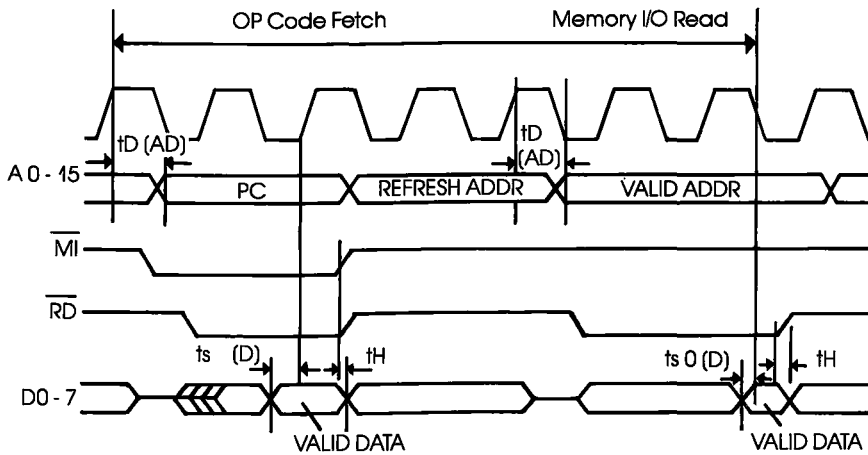 OP Code Fetch Memory I/O Read
tD (AD)
tD
(AD)
A 0 - 15
PC
REFRESH ADDR
VALID ADDR
MI
RD
ts (D)
tH
ts 0 (D)
tH
D0 - 7
VALID DATA
VALID DATA